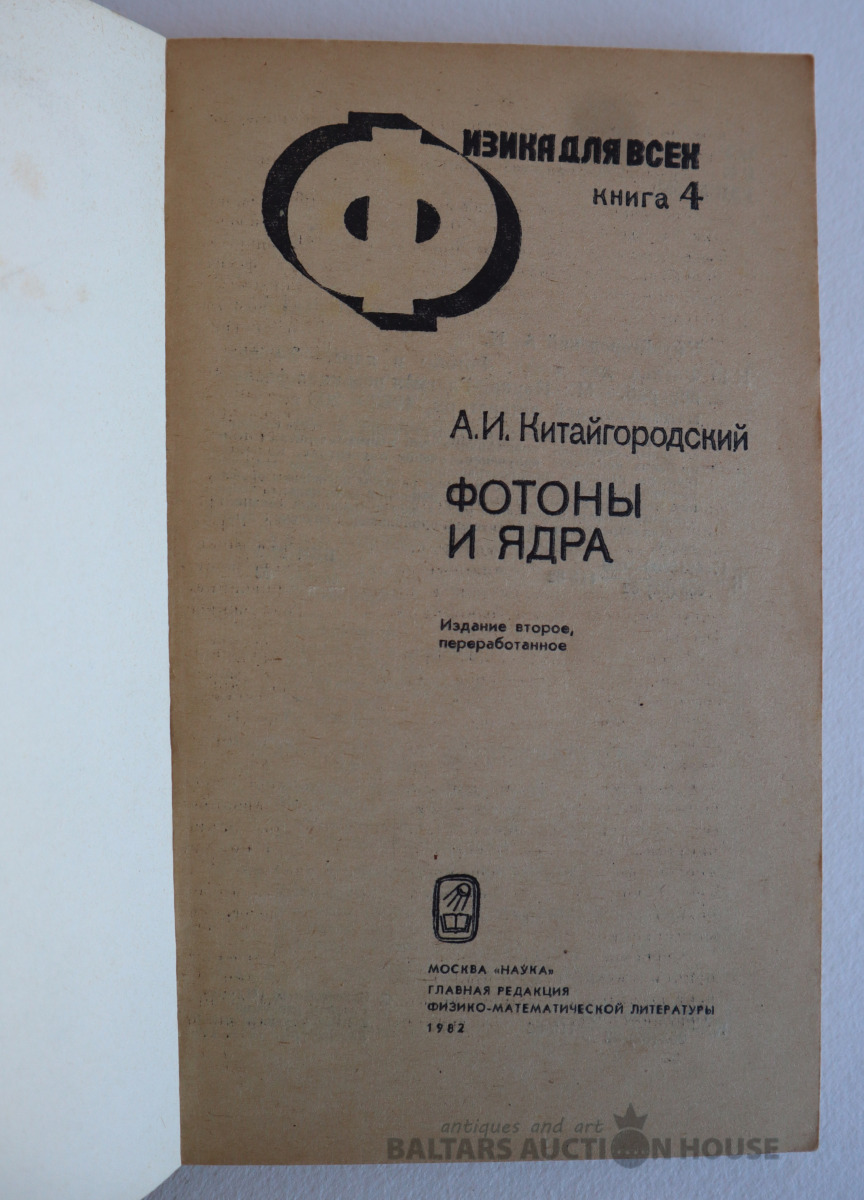 ФИЗИКА ДЛЯ ВСЕХ
книга 4
А.И. Китайгородский
ФОТОНЫ
И ЯДРА
Издание второе,
переработанное
МОСКВА «НАУКА»
ГЛАВНАЯ РЕДАКЦИЯ
ФИЗИКО-МАТЕМАТИЧЕСКОЙ ЛИТЕРАТУРЫ
1982
antiques and art
BALTARS AUCTION HOUSE